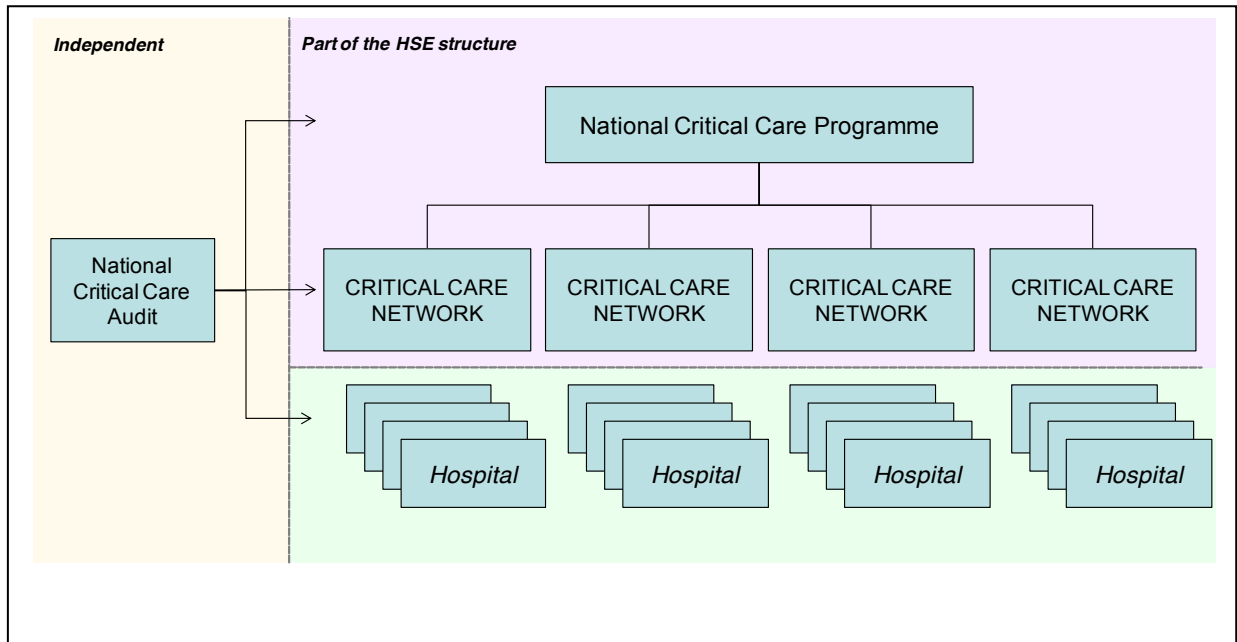 Independent
Part of the HSE structure
National Critical Care Programme
National
Critical Care
Audit
CRITICAL CARE
NETWORK
CRITICAL CARE
NETWORK
CRITICAL CARE
NETWORK
CRITICAL CARE
NETWORK
Hospital
Hospital
Hospital
Hospital